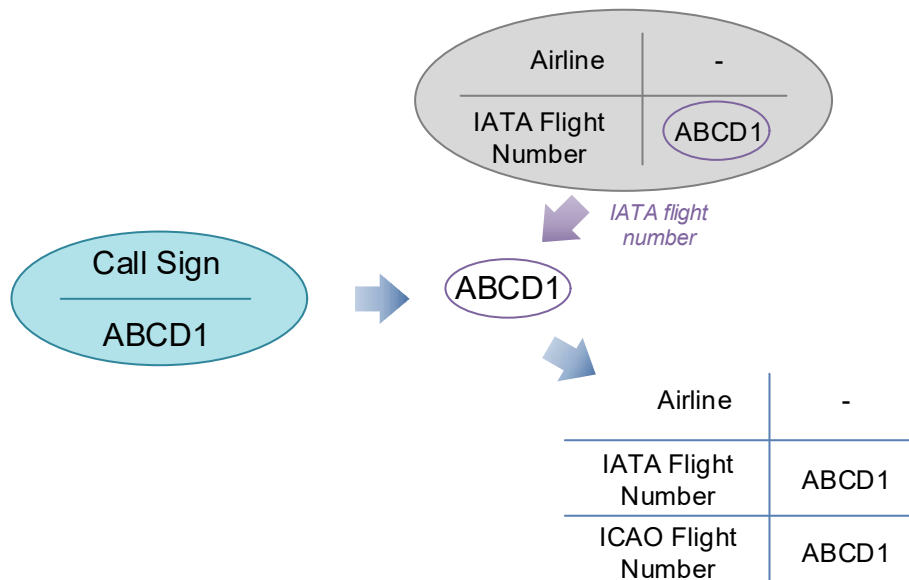 Airline -
IATA Flight
Number
ABCD1
IATA flight
number
Call Sign
ABCD1
ABCD1
Airline -
IATA Flight
Number
ABCD1
ICAO Flight
Number
ABCD1